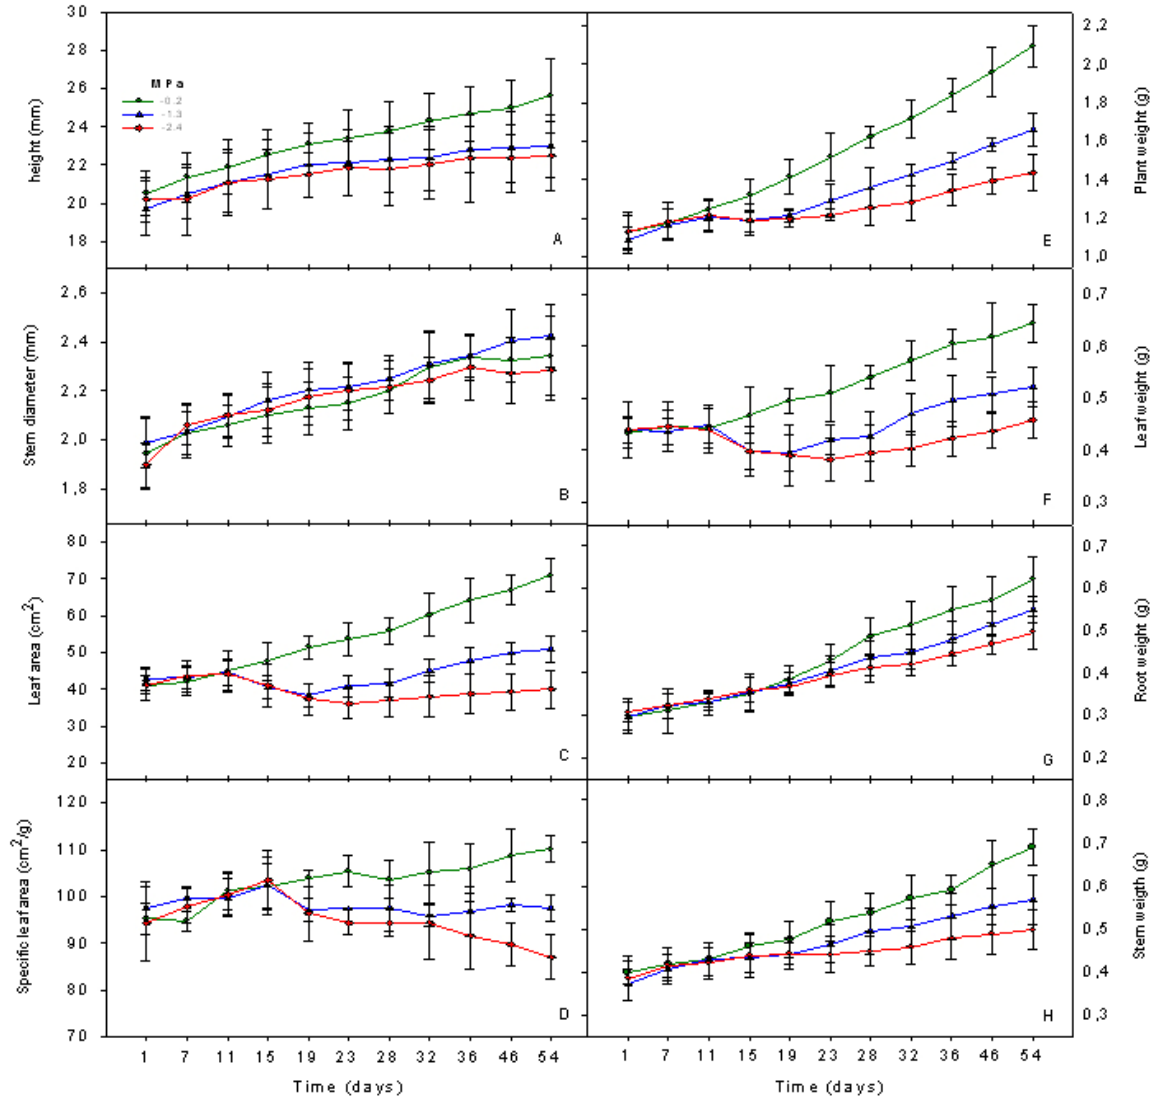 30
28
26
24
22
20
18
height (mm)
MPa
-0.2
-1.3
-2.4
A
2,2
2,0
1,8
1,6
1,4
1,2
1,0
Plant weight (g)
E
2,6
2,4
2,2
2,0
1,8
Stem diameter (mm)
B
0,7
0,6
0,5
0,4
0,3
Leaf weight (g)
F
80
70
60
50
40
30
20
Leaf area (cm2)
C
0,7
0,6
0,5
0,4
0,3
0,2
Root weight (g)
G
120
110
100
90
80
70
Specific leaf area (cm2/g)
D
0,8
0,7
0,6
0,5
0,4
0,3
Stem weigth (g)
H
1 7 11 15 19 23 28 32 36 46 54
Time (days)
1 7 11 15 19 23 28 32 36 46 54
Time (days)